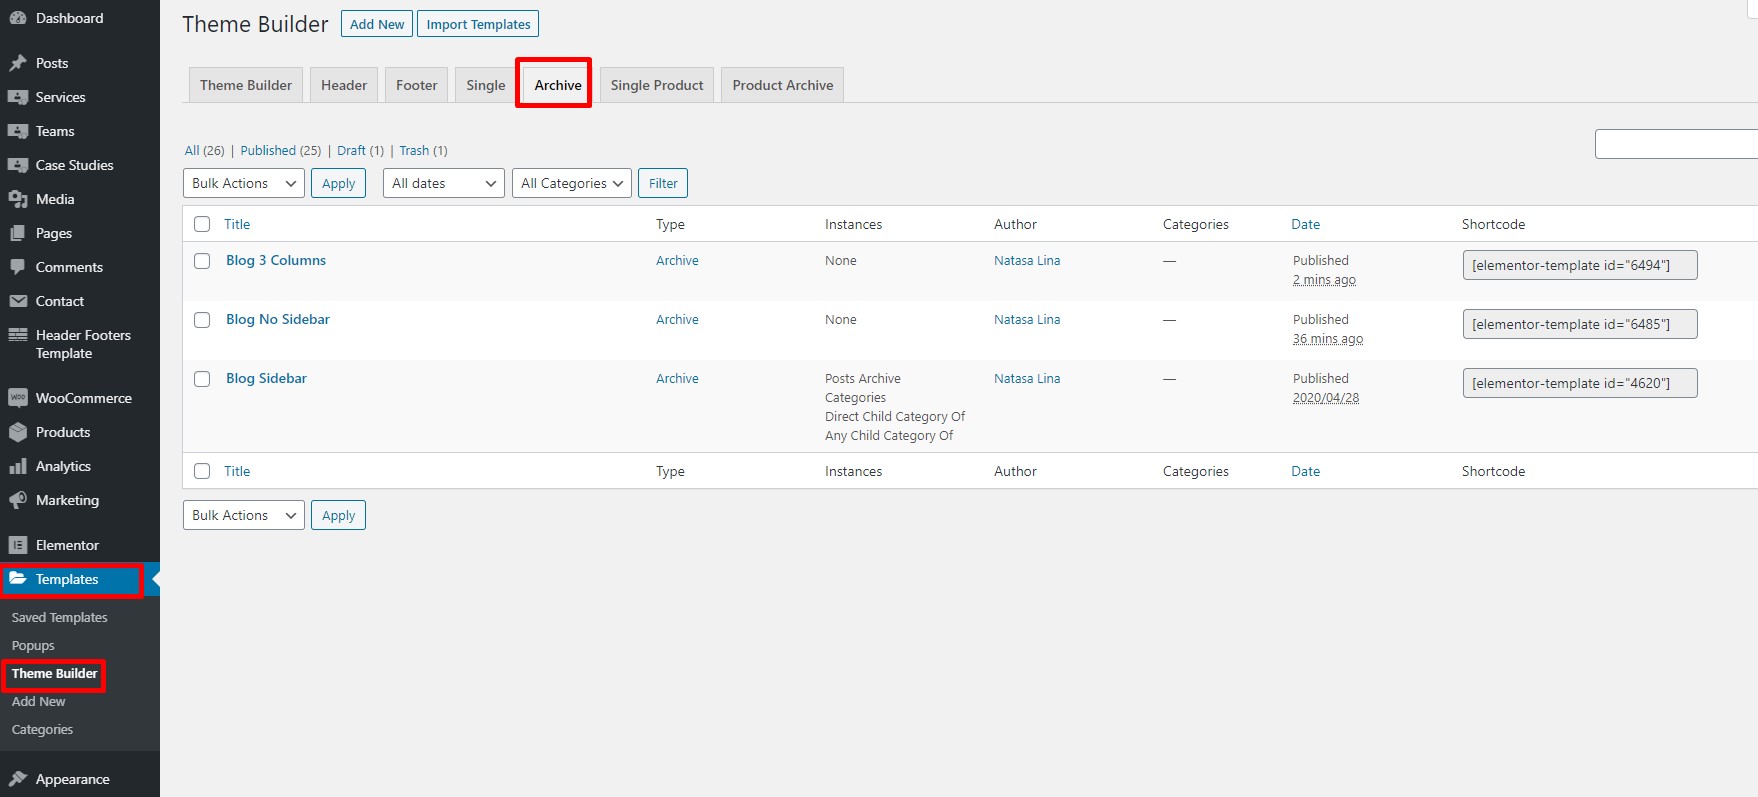 Dashboard
Posts
Services
Teams
Case Studies
Media
Pages
Comments
Contact
Header Footers
Template
WooCommerce
Products
Analytics
Marketing
Elementor
Templates
Saved Templates
Popups
Theme Builder
Add New
Categories
Appearance
Theme Builder Add New Import Templates
Theme Builder Header Footer Single Archive Single Product Product Archive
All (26) | Published (25) | Draft (1) | Trash (1)
Bulk Actions Apply All dates All Categories Filter
Title Type Instances Author Categories Date Shortcode
Blog 3 Columns Archive None Natasa Lina — Published [elementor-template id="6494"]
2 mins ago
Blog No Sidebar Archive None Natasa Lina — Published [elementor-template id="6485"]
36 mins ago
Blog Sidebar Archive Posts Archive Natasa Lina — Published [elementor-template id="4620"]
Categories 2020/04/28
Direct Child Category Of
Any Child Category Of
Title Type Instances Author Categories Date Shortcode
Bulk Actions Apply